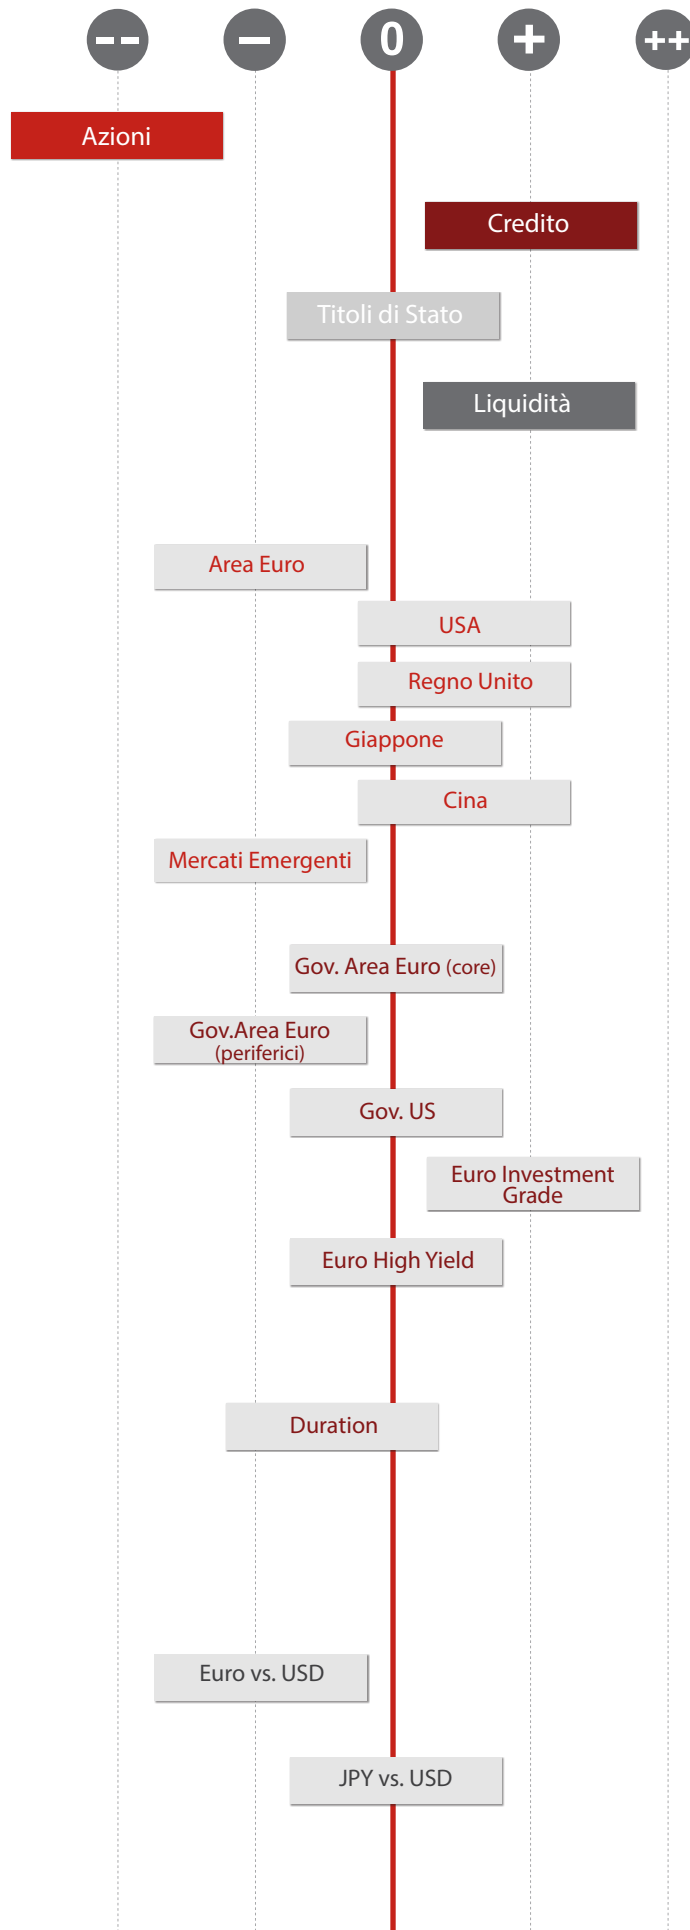 -- - 0 + ++
Azioni
Credito
Titoli di Stato
Liquidità
Area Euro
USA
Regno Unito
Giappone
Cina
Mercati Emergenti
Gov. Area Euro (core)
Gov.Area Euro
(periferici)
Gov. US
Euro Investment
Grade
Euro High Yield
Duration
Euro vs. USD
JPY vs. USD